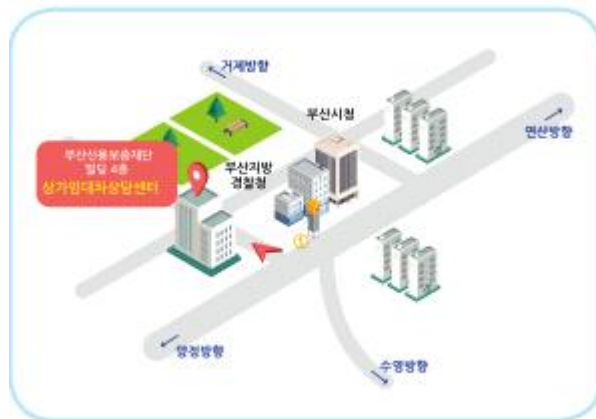 거제방향
부산시청
연산방향
부산신용보증재단
빌딩 4층
상가임대차상담센터
부산지방
경찰청
①
양정방향
수영방향